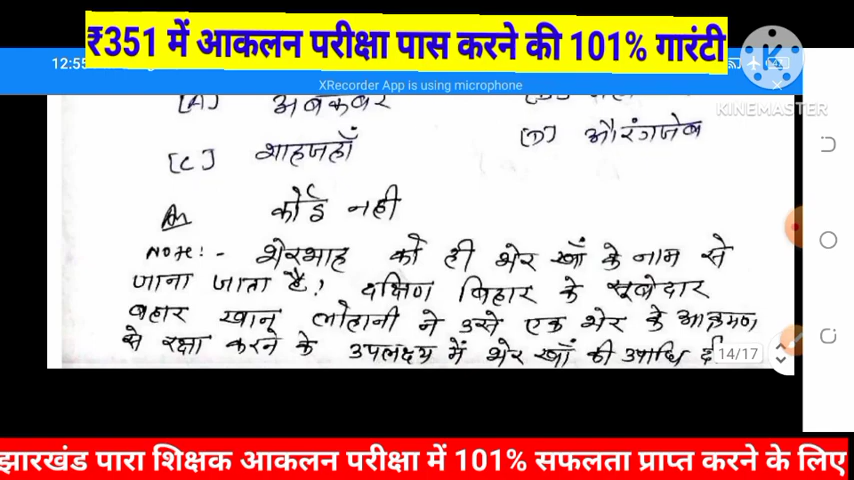 ₹351 में आकलन परीक्षा पास करने की 101% गारंटी
12:55
XRecorder App is using microphone
KINEMASTER
[A] अकबर
[C] शाहजहाँ
[D] औरंगजेब
An कोई नही
NOTE:- शेरशाह को ही शेर खाँ के नाम से
जाना जाता है! दक्षिण बिहार के सूबेदार
बहार खानू लोहानी ने उसे एक शेर के आक्रमण
से रक्षा करने के उपलक्ष्य में शेर खाँ की उपाधि दी
14/17
झारखंड पारा शिक्षक आकलन परीक्षा में 101% सफलता प्राप्त करने के लिए